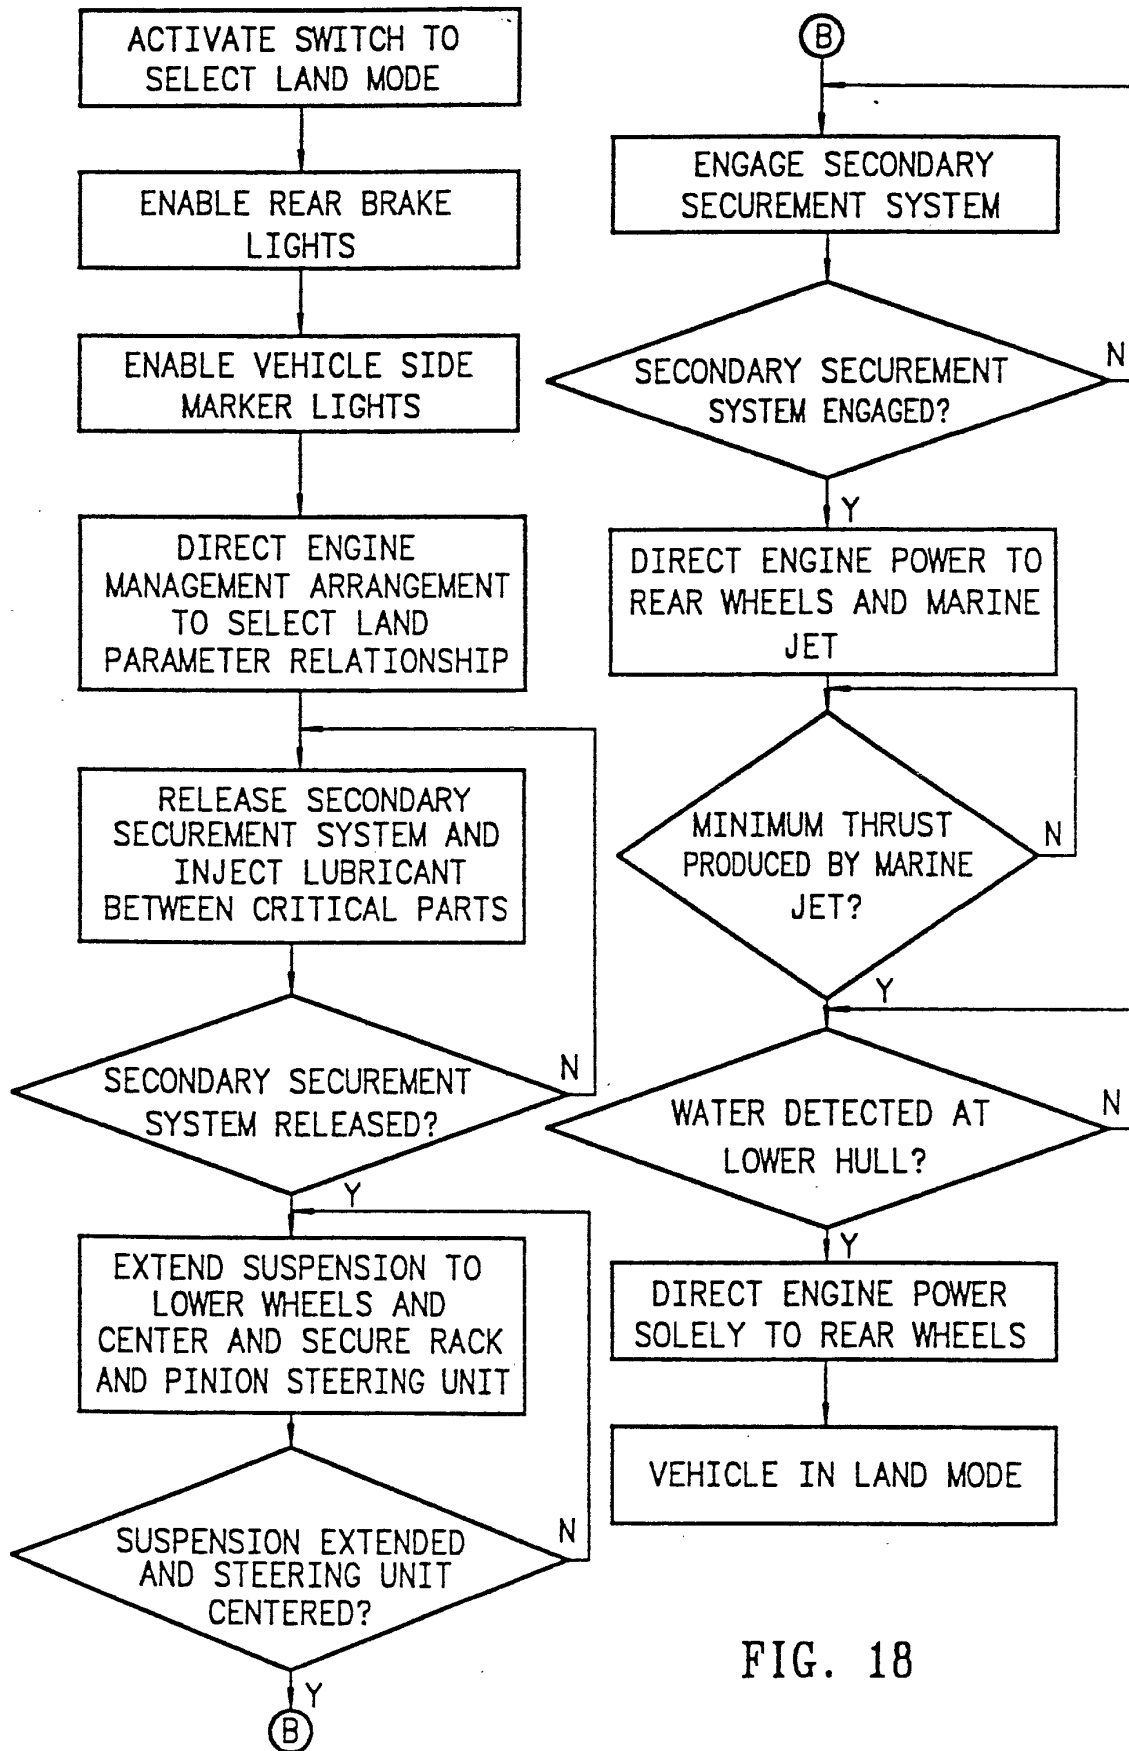 ACTIVATE SWITCH TO
SELECT LAND MODE
ENABLE REAR BRAKE
LIGHTS
ENABLE VEHICLE SIDE
MARKER LIGHTS
DIRECT ENGINE
MANAGEMENT ARRANGEMENT
TO SELECT LAND
PARAMETER RELATIONSHIP
RELEASE SECONDARY
SECUREMENT SYSTEM AND
INJECT LUBRICANT
BETWEEN CRITICAL PARTS
SECONDARY SECUREMENT
SYSTEM RELEASED?
N
Y
EXTEND SUSPENSION TO
LOWER WHEELS AND
CENTER AND SECURE RACK
AND PINION STEERING UNIT
SUSPENSION EXTENDED
AND STEERING UNIT
CENTERED?
N
Y
B
B
ENGAGE SECONDARY
SECUREMENT SYSTEM
SECONDARY SECUREMENT
SYSTEM ENGAGED?
N
Y
DIRECT ENGINE POWER TO
REAR WHEELS AND MARINE
JET
MINIMUM THRUST
PRODUCED BY MARINE
JET?
N
Y
WATER DETECTED AT
LOWER HULL?
N
Y
DIRECT ENGINE POWER
SOLELY TO REAR WHEELS
VEHICLE IN LAND MODE
FIG. 18